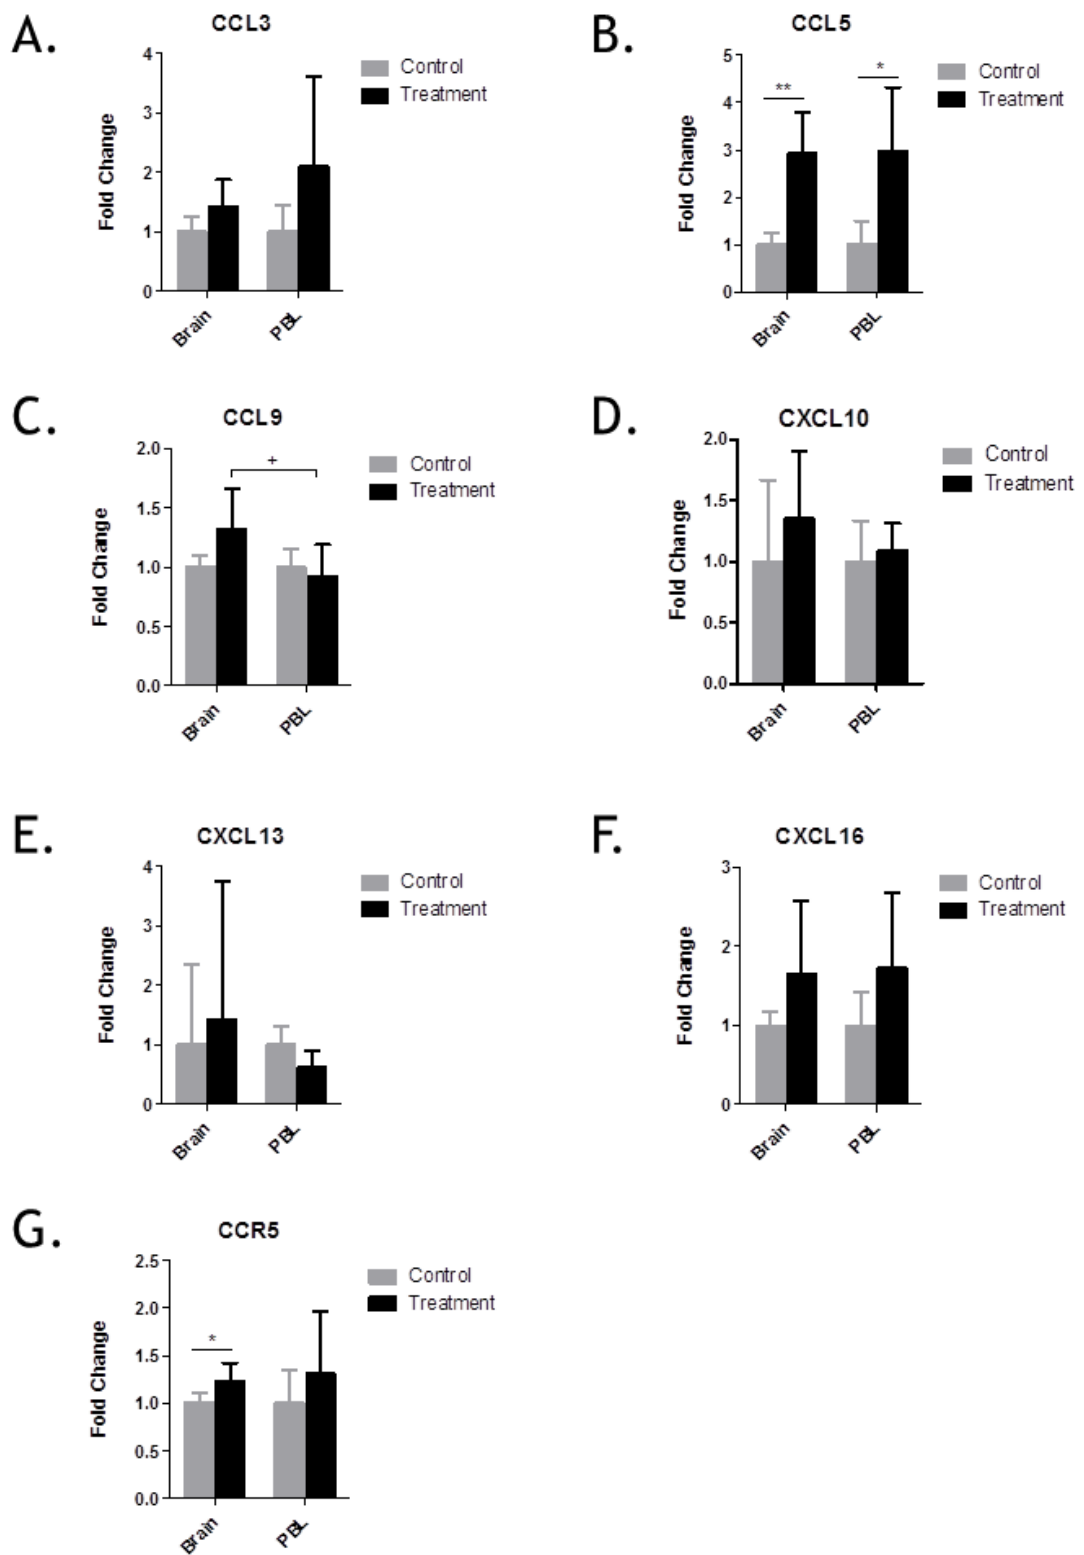 A.
CCL3
Fold Change
4
3
2
1
0
Brain
PBL
Control
Treatment
B.
CCL5
Fold Change
5
4
3
2
1
0
**
*
Brain
PBL
Control
Treatment
C.
CCL9
Fold Change
2.0
1.5
1.0
0.5
0.0
+
Brain
PBL
Control
Treatment
D.
CXCL10
Fold Change
2.0
1.5
1.0
0.5
0.0
Brain
PBL
Control
Treatment
E.
CXCL13
Fold Change
4
3
2
1
0
Brain
PBL
Control
Treatment
F.
CXCL16
Fold Change
3
2
1
0
Brain
PBL
Control
Treatment
G.
CCR5
Fold Change
2.5
2.0
1.5
1.0
0.5
0.0
*
Brain
PBL
Control
Treatment